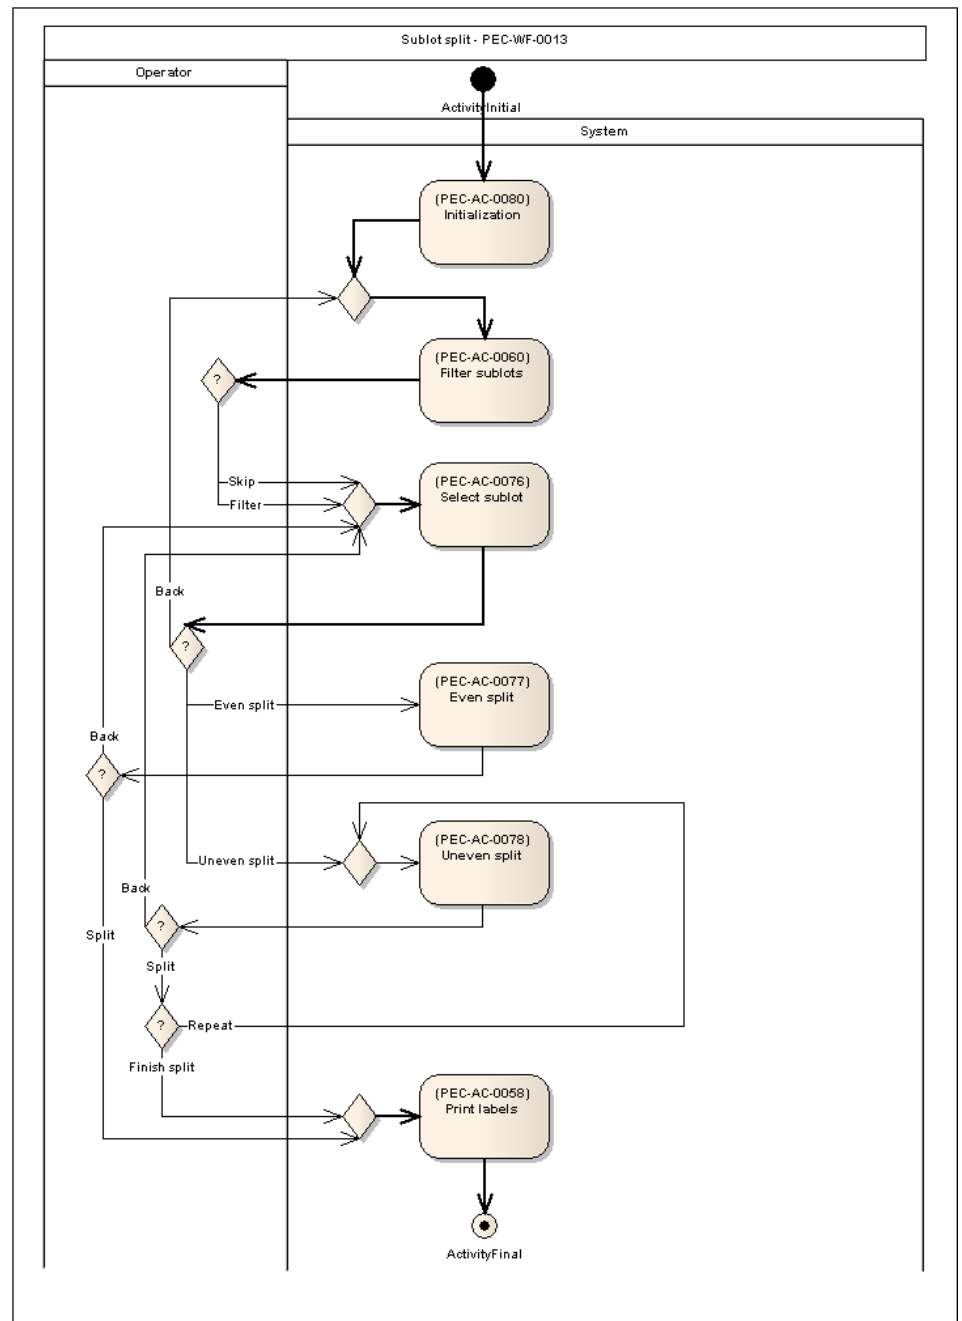 Sublot split - PEC-WF-0013
Operator
ActivityInitial
System
(PEC-AC-0080)
Initialization
(PEC-AC-0060)
Filter sublots
?
Skip
Filter
(PEC-AC-0076)
Select sublot
Back
?
(PEC-AC-0077)
Even split
Even split
Back
?
(PEC-AC-0078)
Uneven split
Uneven split
Back
?
Split
Split
?
Repeat
Finish split
(PEC-AC-0058)
Print labels
ActivityFinal